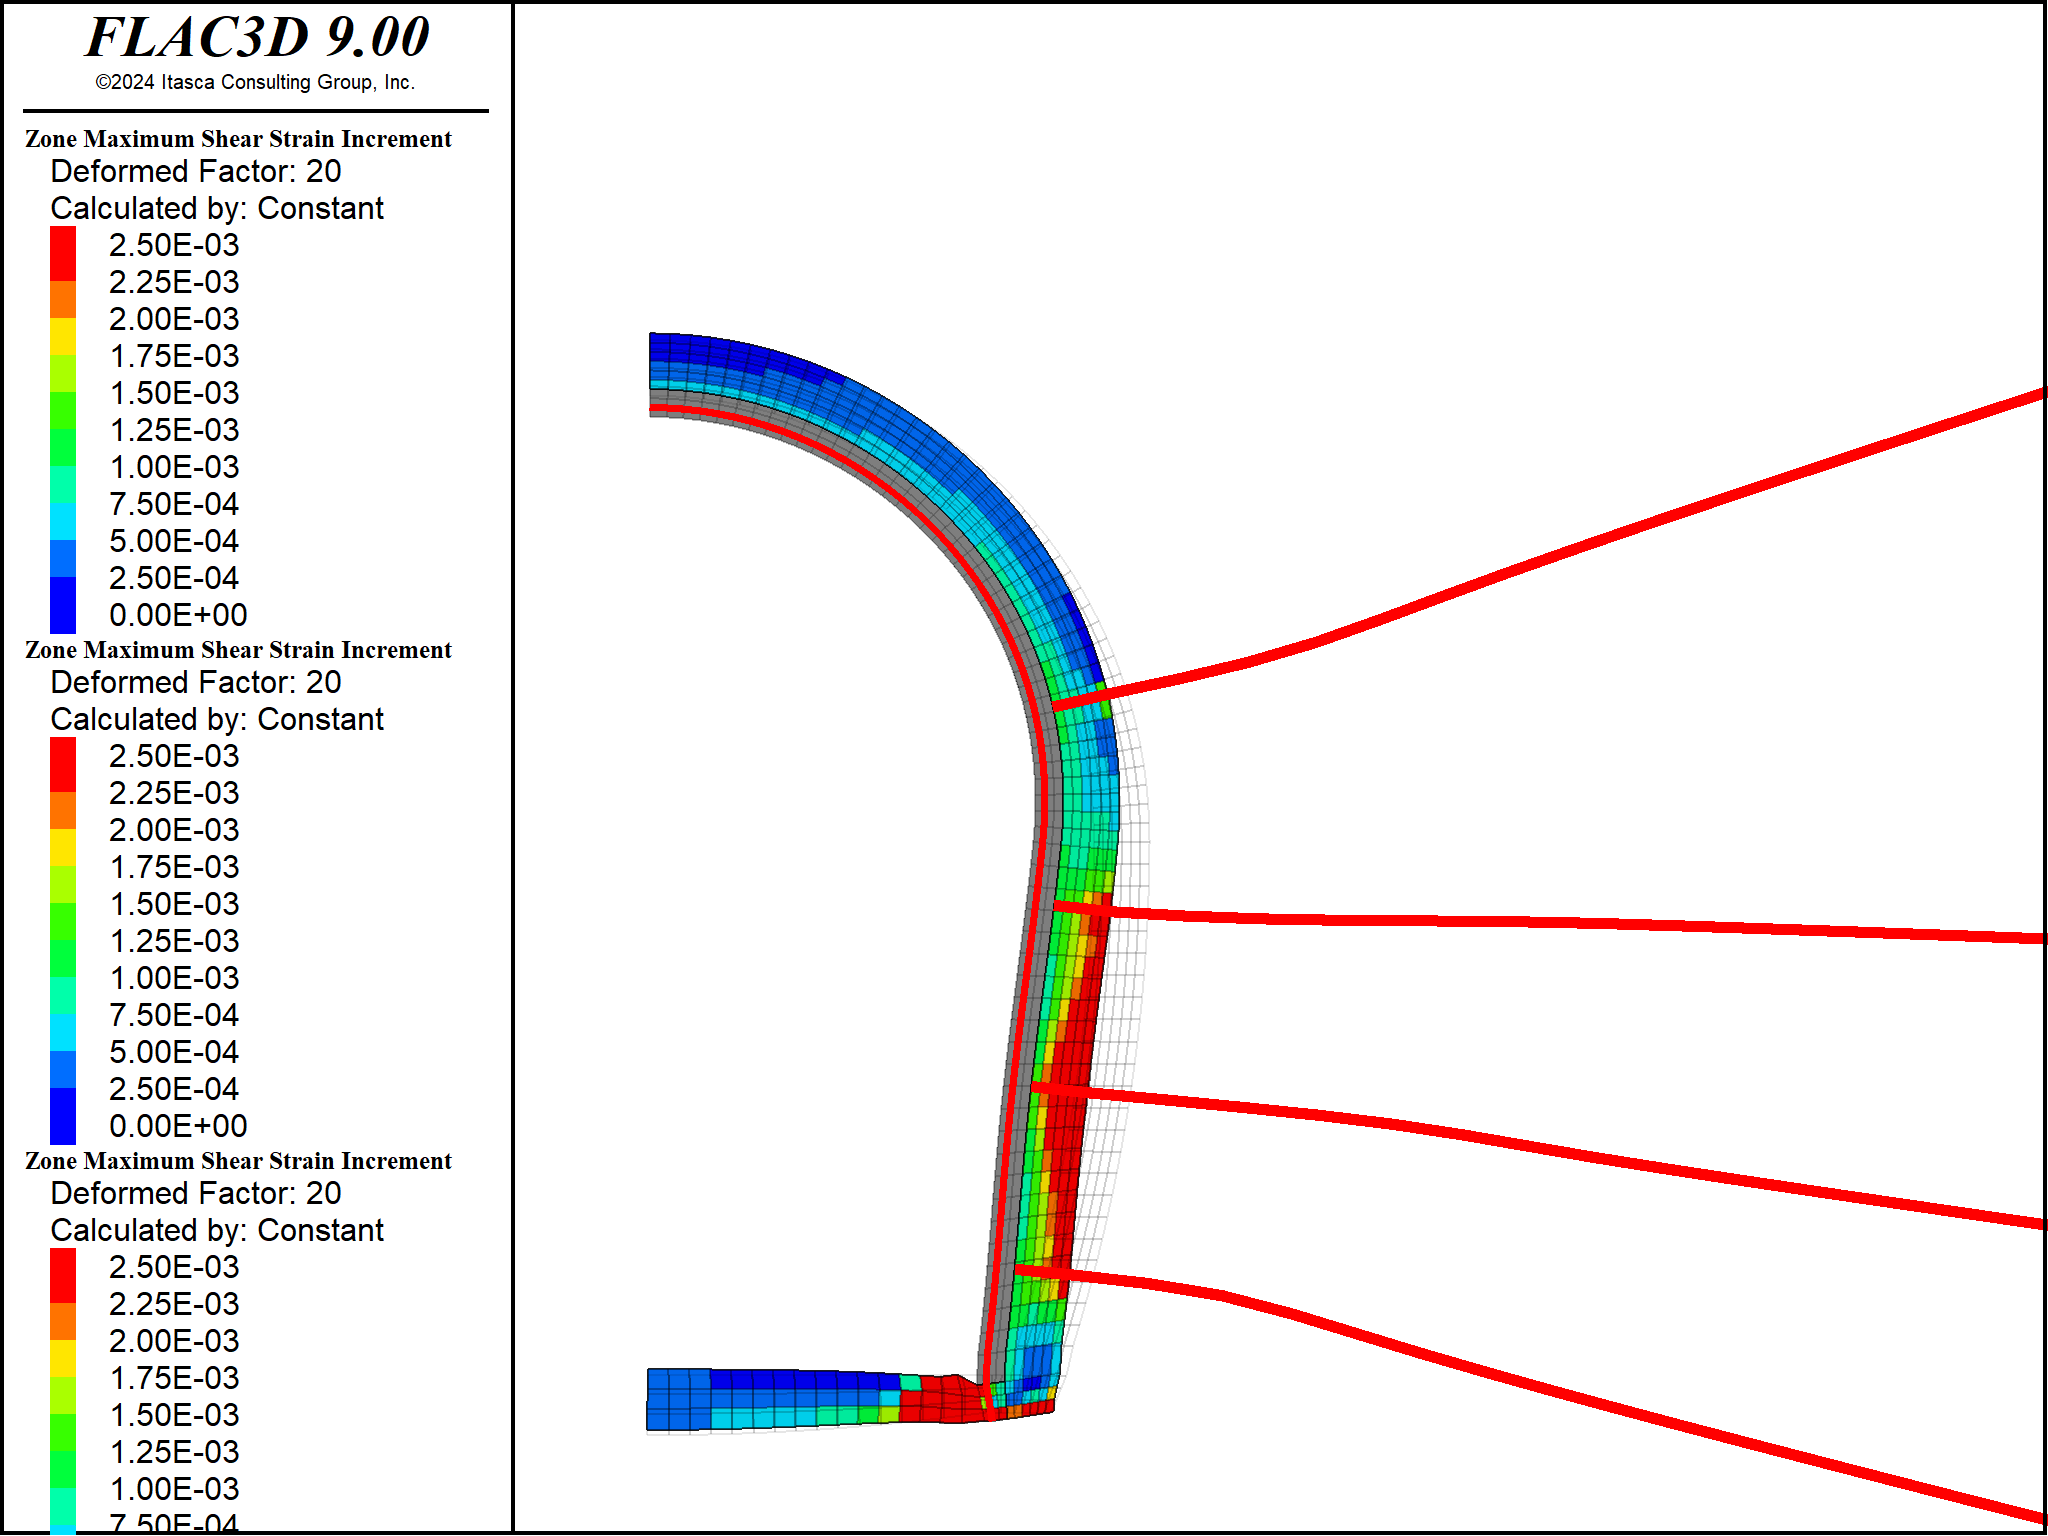 FLAC3D 9.00
©2024 Itasca Consulting Group, Inc.
Zone Maximum Shear Strain Increment
Deformed Factor: 20
Calculated by: Constant
2.50E-03
2.25E-03
2.00E-03
1.75E-03
1.50E-03
1.25E-03
1.00E-03
7.50E-04
5.00E-04
2.50E-04
0.00E+00
Zone Maximum Shear Strain Increment
Deformed Factor: 20
Calculated by: Constant
2.50E-03
2.25E-03
2.00E-03
1.75E-03
1.50E-03
1.25E-03
1.00E-03
7.50E-04
5.00E-04
2.50E-04
0.00E+00
Zone Maximum Shear Strain Increment
Deformed Factor: 20
Calculated by: Constant
2.50E-03
2.25E-03
2.00E-03
1.75E-03
1.50E-03
1.25E-03
1.00E-03
7.50E-04